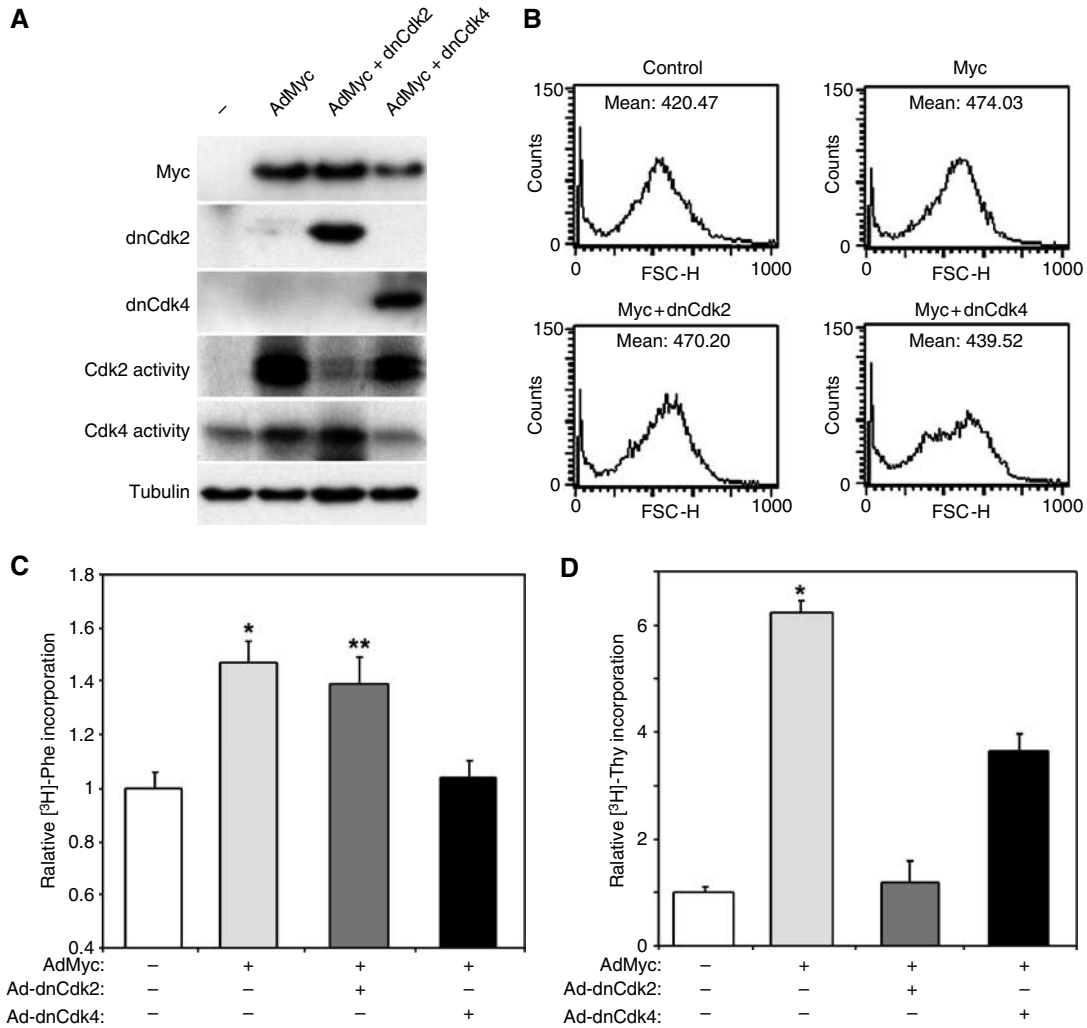 A
–
AdMyc
AdMyc + dnCdk2
AdMyc + dnCdk4
Myc
dnCdk2
dnCdk4
Cdk2 activity
Cdk4 activity
Tubulin
B
Control
150
Mean: 420.47
Counts
0
0 1000
FSC-H
Myc
150
Mean: 474.03
Counts
0
0 1000
FSC-H
Myc + dnCdk2
150
Mean: 470.20
Counts
0
0 1000
FSC-H
Myc + dnCdk4
150
Mean: 439.52
Counts
0
0 1000
FSC-H
C
Ralative [³H]-Phe incorporation
1.8
1.6
1.4
1.2
1
0.8
0.6
0.4
*
**
AdMyc: – + + +
Ad-dnCdk2: – – + –
Ad-dnCdk4: – – – +
D
Ralative [³H]-Thy incorporation
6
4
2
0
*
AdMyc: – + + +
Ad-dnCdk2: – – + –
Ad-dnCdk4: – – – +